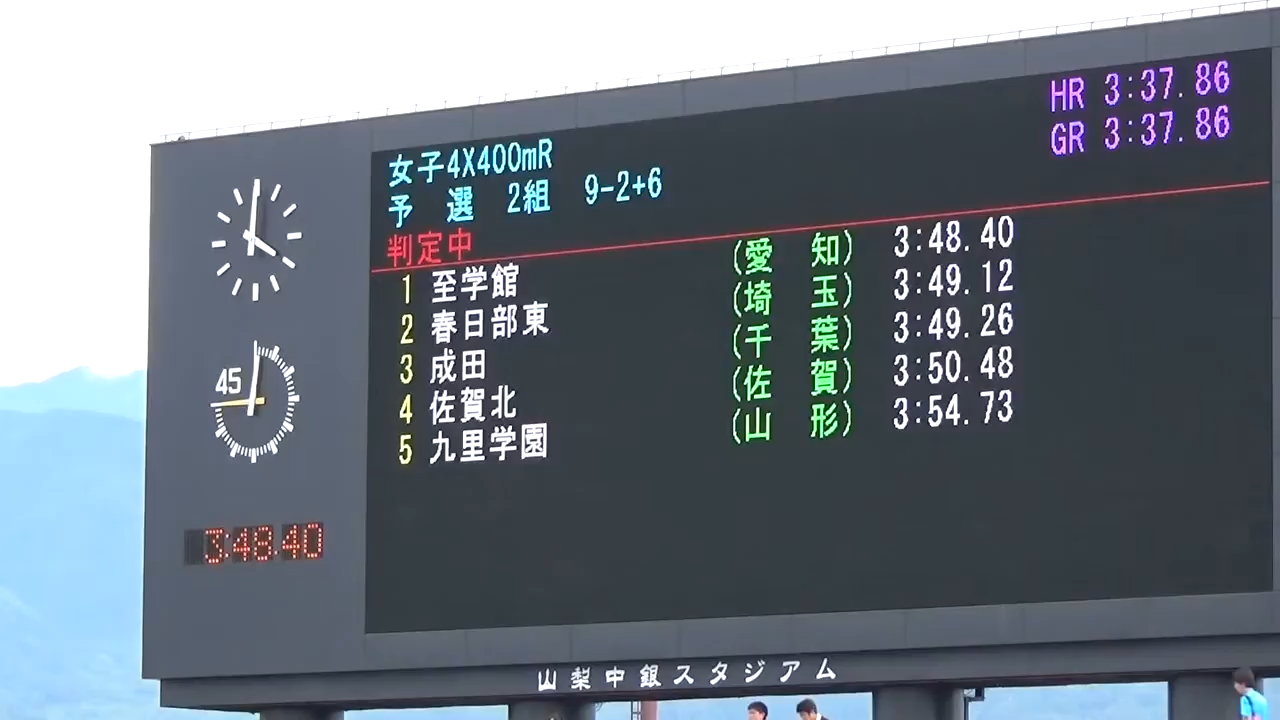 HR 3:37.86
GR 3:37.86
女子4X400mR
予 選 2組 9-2+6
判定中
1 至学館 (愛 知) 3:48.40
2 春日部東 (埼 玉) 3:49.12
3 成田 (千 葉) 3:49.26
4 佐賀北 (佐 賀) 3:50.48
5 九里学園 (山 形) 3:54.73
45
3:48.40
山梨中銀スタジアム